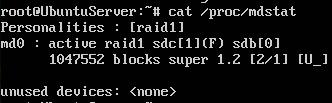 root@UbuntuServer:~# cat /proc/mdstat
Personalities : [raid1]
md0 : active raid1 sdc[1](F) sdb[0]
1047552 blocks super 1.2 [2/1] [U_]
unused devices: <none>